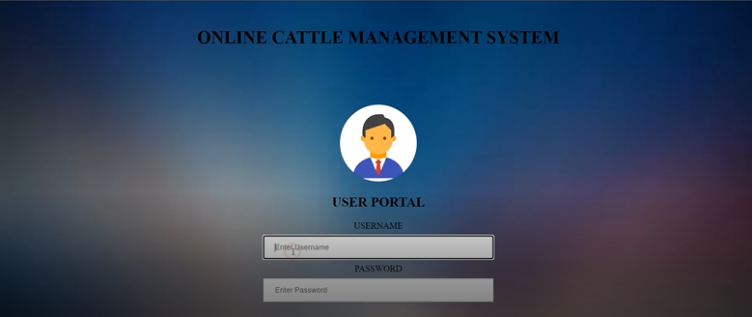 ONLINE CATTLE MANAGEMENT SYSTEM
USER PORTAL
USERNAME
Enter Username
PASSWORD
Enter Password